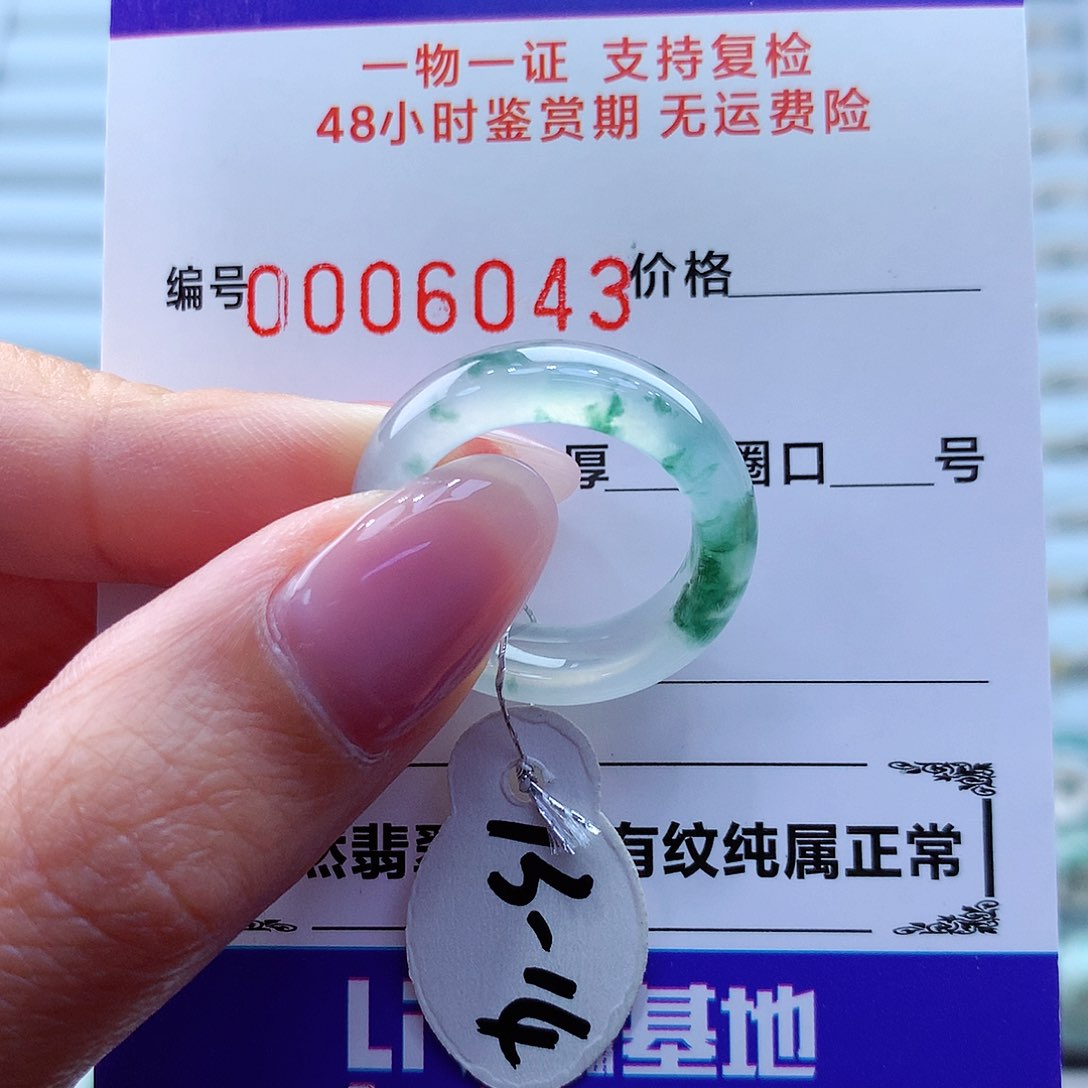 一物一证 支持复检
48小时鉴赏期 无运费险
编号0006043价格
厚 圈口 号
翡 有纹纯属正常
13-14
Li 基地